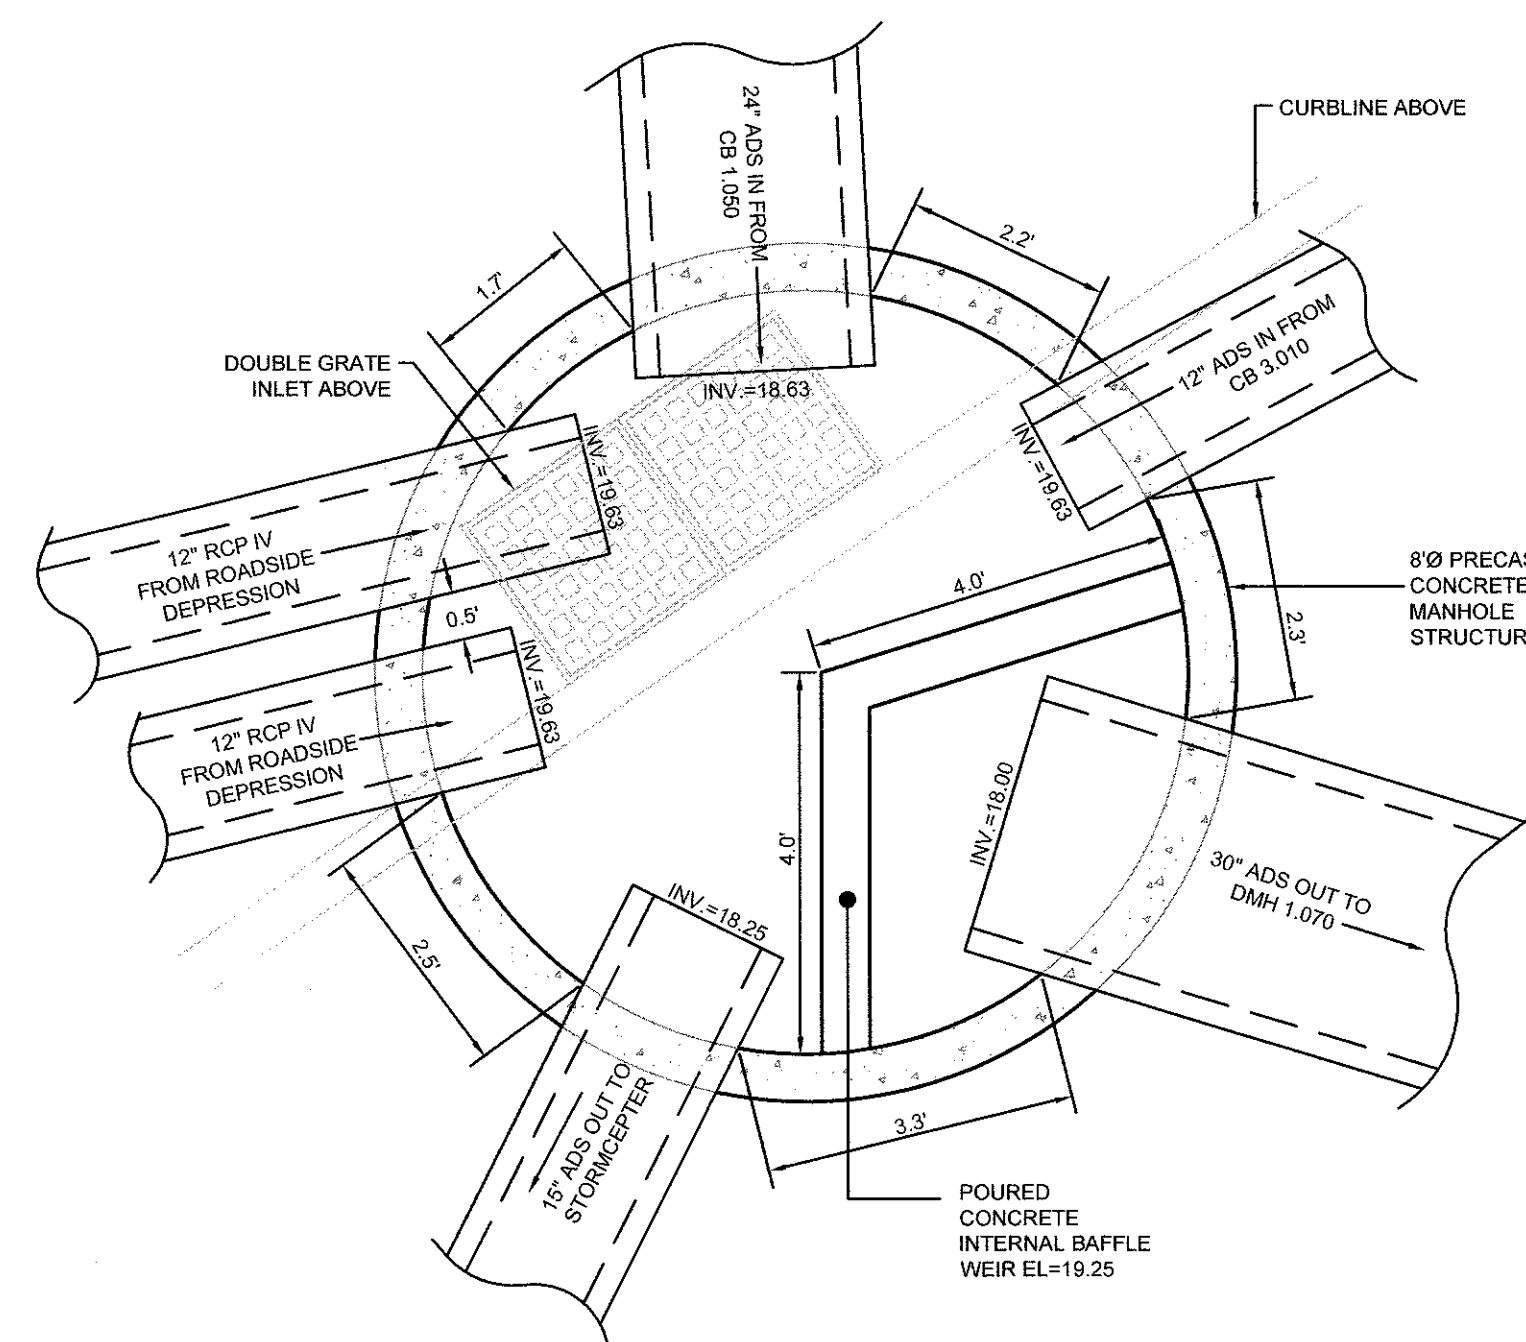 24" ADS IN FROM
CB 1.050
CURBLINE ABOVE
2.2'
1.7'
DOUBLE GRATE
INLET ABOVE
INV.=18.63
12" ADS IN FROM
CB 3.010
INV.=19.63
INV.=19.63
12" RCP IV
FROM ROADSIDE
DEPRESSION
0.5'
4.0'
8'Ø PRECAS
CONCRETE
MANHOLE
STRUCTUR
2.3'
12" RCP IV
FROM ROADSIDE
DEPRESSION
INV.=19.63
4.0'
INV.=18.00
30" ADS OUT TO
DMH 1.070
INV.=18.25
2.5'
15" ADS OUT TO
STORMCEPTER
3.3'
POURED
CONCRETE
INTERNAL BAFFLE
WEIR EL=19.25